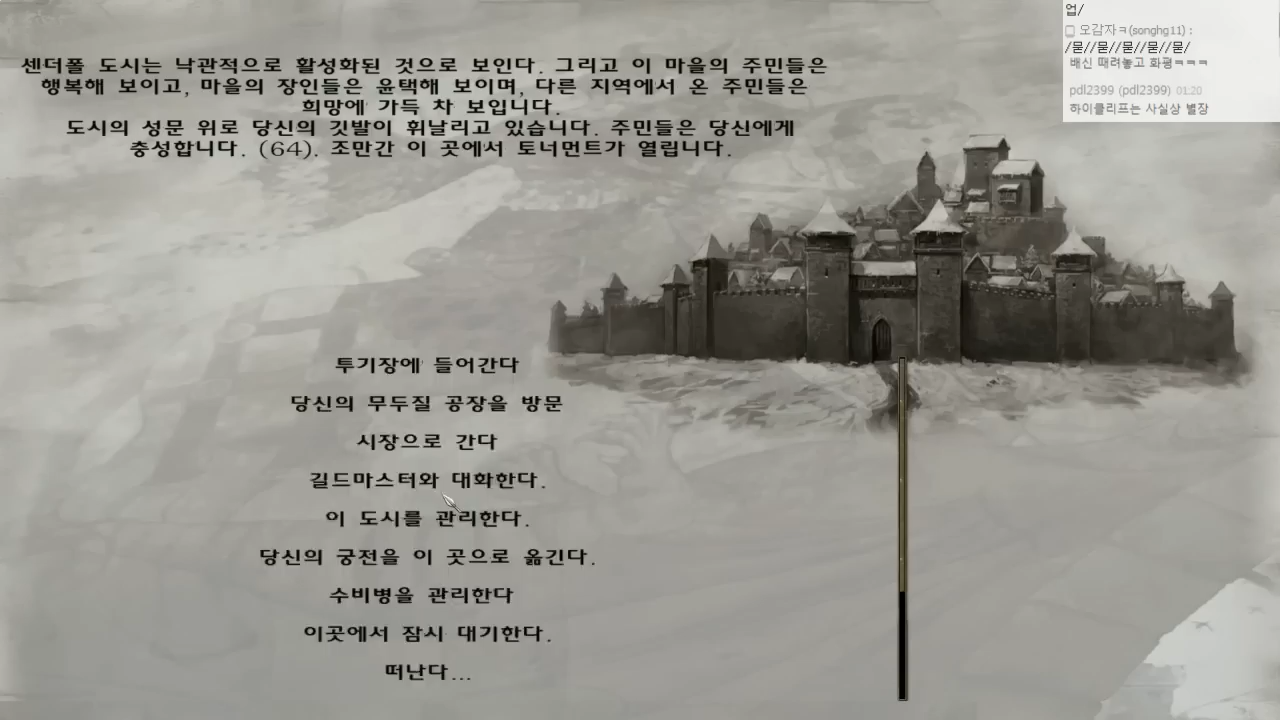 센더폴 도시는 낙관적으로 활성화된 것으로 보인다. 그리고 이 마을의 주민들은
행복해 보이고, 마을의 장인들은 윤택해 보이며, 다른 지역에서 온 주민들은
희망에 가득 차 보입니다.
도시의 성문 위로 당신의 깃발이 휘날리고 있습니다. 주민들은 당신에게
충성합니다. (64). 조만간 이 곳에서 토너먼트가 열립니다.
업/
오감자ㅋ(songhg11) :
/묻//묻//묻//묻//묻/
배신 때려놓고 화평ㅋㅋㅋ
pdl2399 (pdl2399) 01:20
하이클리프는 사실상 별장
투기장에 들어간다
당신의 무두질 공장을 방문
시장으로 간다
길드마스터와 대화한다.
이 도시를 관리한다.
당신의 궁전을 이 곳으로 옮긴다.
수비병을 관리한다
이곳에서 잠시 대기한다.
떠난다...